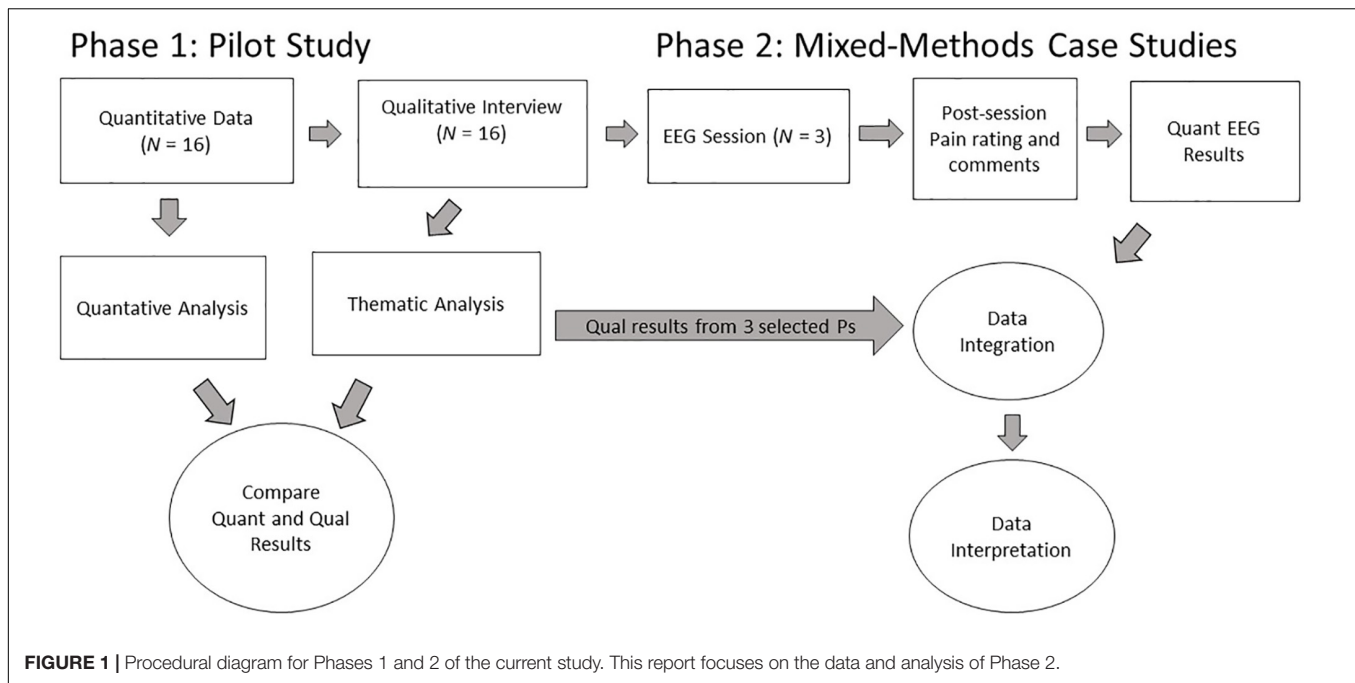 Phase 1: Pilot Study
Phase 2: Mixed-Methods Case Studies
Quantitative Data
(N = 16)
Qualitative Interview
(N = 16)
EEG Session (N = 3)
Post-session
Pain rating and
comments
Quant EEG
Results
Quantative Analysis
Thematic Analysis
Qual results from 3 selected Ps
Data
Integration
Compare
Quant and Qual
Results
Data
Interpretation
FIGURE 1 | Procedural diagram for Phases 1 and 2 of the current study. This report focuses on the data and analysis of Phase 2.